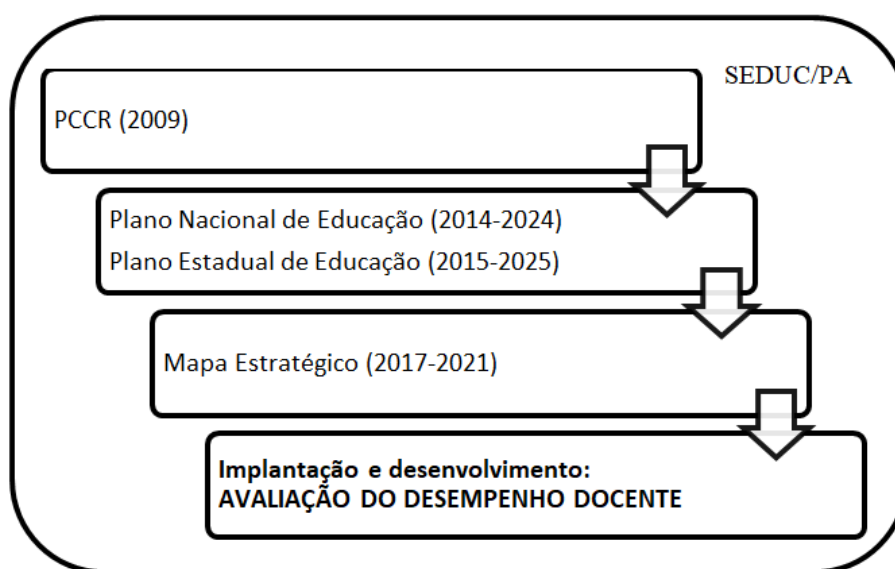 SEDUC/PA
PCCR (2009)
Plano Nacional de Educação (2014-2024)
Plano Estadual de Educação (2015-2025)
Mapa Estratégico (2017-2021)
Implantação e desenvolvimento:
AVALIAÇÃO DO DESEMPENHO DOCENTE